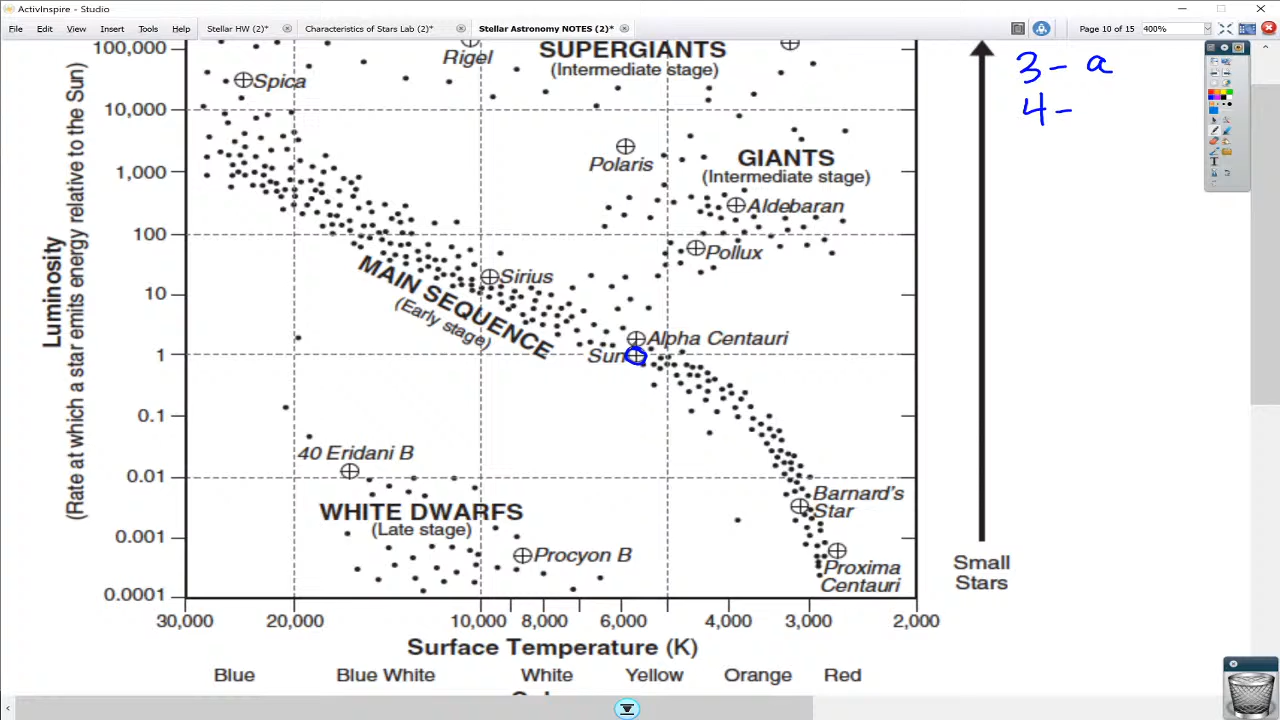 ActivInspire - Studio
Stellar HW (2)*
Characteristics of Stars Lab (2)*
Stellar Astronomy NOTES (2)*
File Edit View Insert Tools Help
Page 10 of 15
400%
100,000
10,000
1,000
100
10
1
0.1
0.01
0.001
0.0001
Luminosity
(Rate at which a star emits energy relative to the Sun)
Rigel
SUPERGIANTS
(Intermediate stage)
Spica
Polaris
GIANTS
(Intermediate stage)
Aldebaran
Pollux
Sirius
MAIN SEQUENCE
(Early stage)
Alpha Centauri
Sun
40 Eridani B
WHITE DWARFS
(Late stage)
Procyon B
Barnard's
Star
Proxima
Centauri
Small
Stars
3- a
4-
30,000 20,000 10,000 8,000 6,000 4,000 3,000 2,000
Surface Temperature (K)
Blue Blue White White Yellow Orange Red